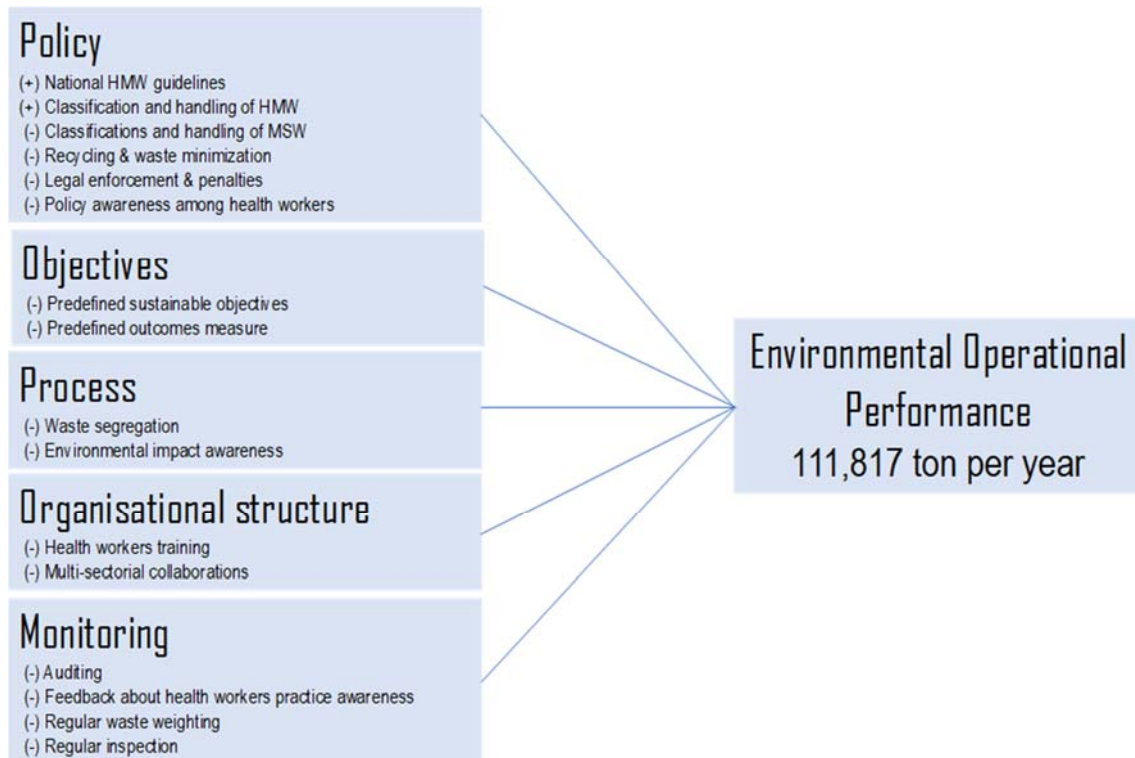 Policy
(+) National HMW guidelines
(+) Classification and handling of HMW
(-) Classifications and handling of MSW
(-) Recycling & waste minimization
(-) Legal enforcement & penalties
(-) Policy awareness among health workers
Objectives
(-) Predefined sustainable objectives
(-) Predefined outcomes measure
Process
(-) Waste segregation
(-) Environmental impact awareness
Organisational structure
(-) Health workers training
(-) Multi-sectorial collaborations
Monitoring
(-) Auditing
(-) Feedback about health workers practice awareness
(-) Regular waste weighting
(-) Regular inspection
Environmental Operational
Performance
111,817 ton per year